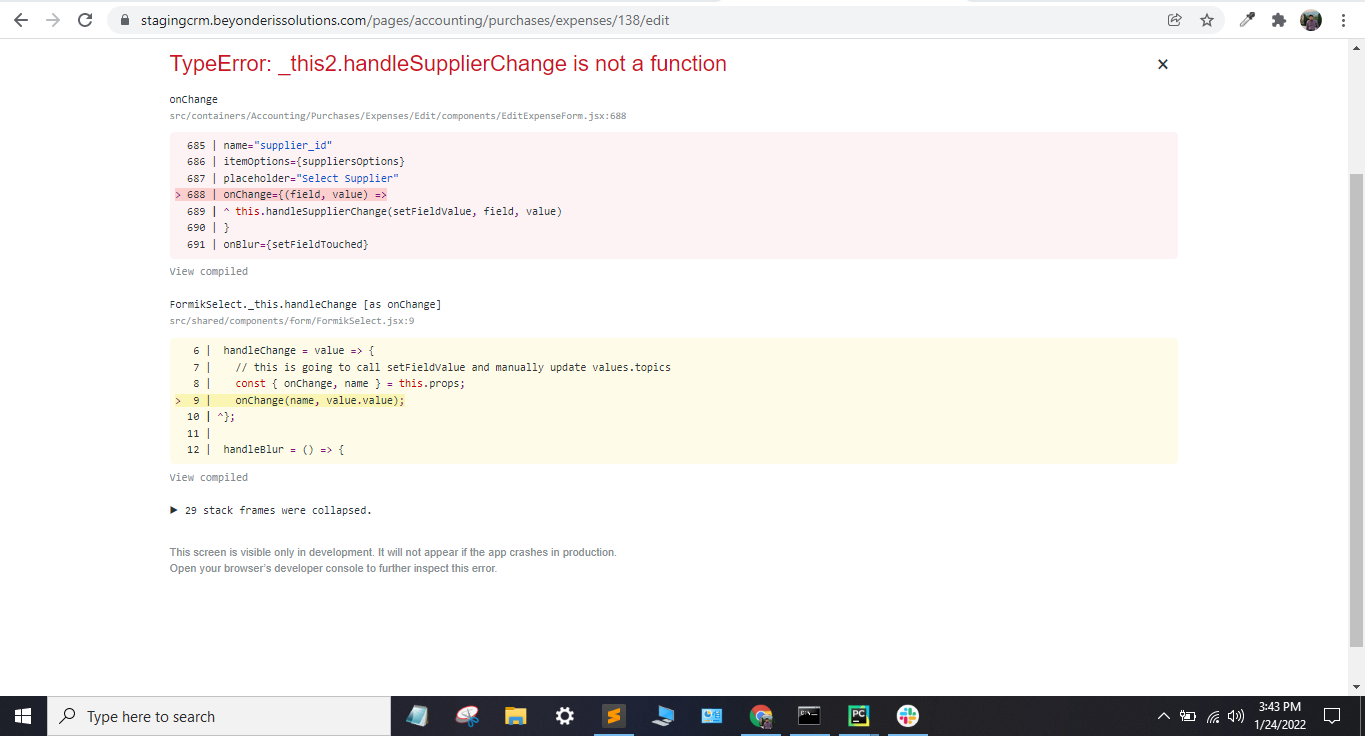 stagingcrm.beyonderissolutions.com/pages/accounting/purchases/expenses/138/edit
TypeError: _this2.handleSupplierChange is not a function
×
onChange
src/containers/Accounting/Purchases/Expenses/Edit/components/EditExpenseForm.jsx:688
685 | name="supplier_id"
686 | itemOptions={suppliersOptions}
687 | placeholder="Select Supplier"
> 688 | onChange={(field, value) =>
689 | ^ this.handleSupplierChange(setFieldValue, field, value)
690 | }
691 | onBlur={setFieldTouched}
View compiled
FormikSelect._this.handleChange [as onChange]
src/shared/components/form/FormikSelect.jsx:9
6 | handleChange = value => {
7 | // this is going to call setFieldValue and manually update values.topics
8 | const { onChange, name } = this.props;
> 9 | onChange(name, value.value);
10 | ^};
11 |
12 | handleBlur = () => {
View compiled
▶ 29 stack frames were collapsed.
This screen is visible only in development. It will not appear if the app crashes in production.
Open your browser's developer console to further inspect this error.
Type here to search
PC
3:43 PM
1/24/2022